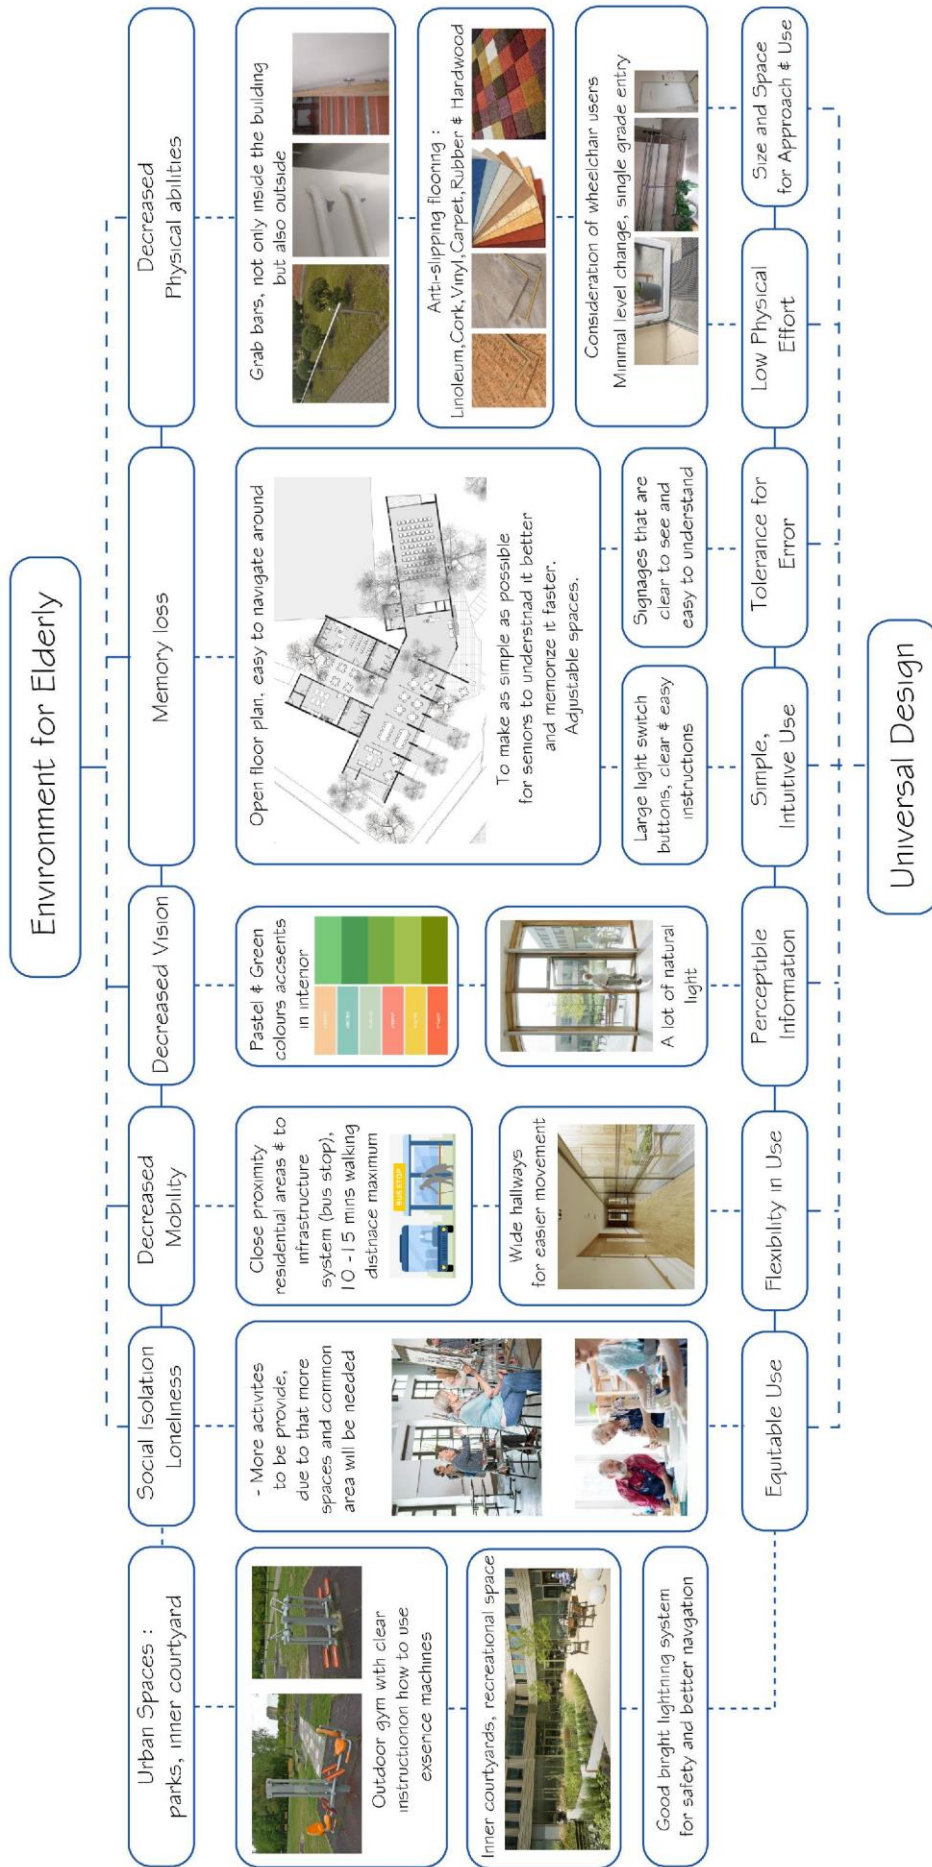 Environment for Elderly
Urban Spaces :
parks, inner courtyard
Social Isolation
Loneliness
Decreased
Mobility
Decreased Vision
Memory loss
Decreased
Physical abilities
Outdoor gym with clear
instructionon how to use
exsence machines
Inner courtyards, recreational space
Good biright lightning system
for safety and better navgation
- More activites
to be provide,
due to that more
spaces and common
area will be needed
Close proximity
residential areas & to
infrastructure
system (bus stop),
10 -15 mins walking
distnace maximum
BUS STOP
Wide hallways
for easier movement
Pastel & Green
colours accsents
in interior
A lot of natural
light
Open floor plan, easy to navigate around
To make as simple as possible
for seniors to understnad it better
and memorize it faster.
Adjustable spaces.
Large light switch
buttons, clear & easy
instructions
Signages that are
clear to see and
easy to understand
Grab bars, not only inside the building
but also outside
Anti-slipping flooring :
Linoleum,Cork,Vinyl,Carpet,Rubber & Hardwood
Consideration of wheelchair users
Minimal level change, single grade entry
Equitable Use
Flexibility in Use
Perceptible
Information
Simple,
Intuitive Use
Tolerance for
Error
Low Physical
Effort
Size and Space
for Approach & Use
Universal Design